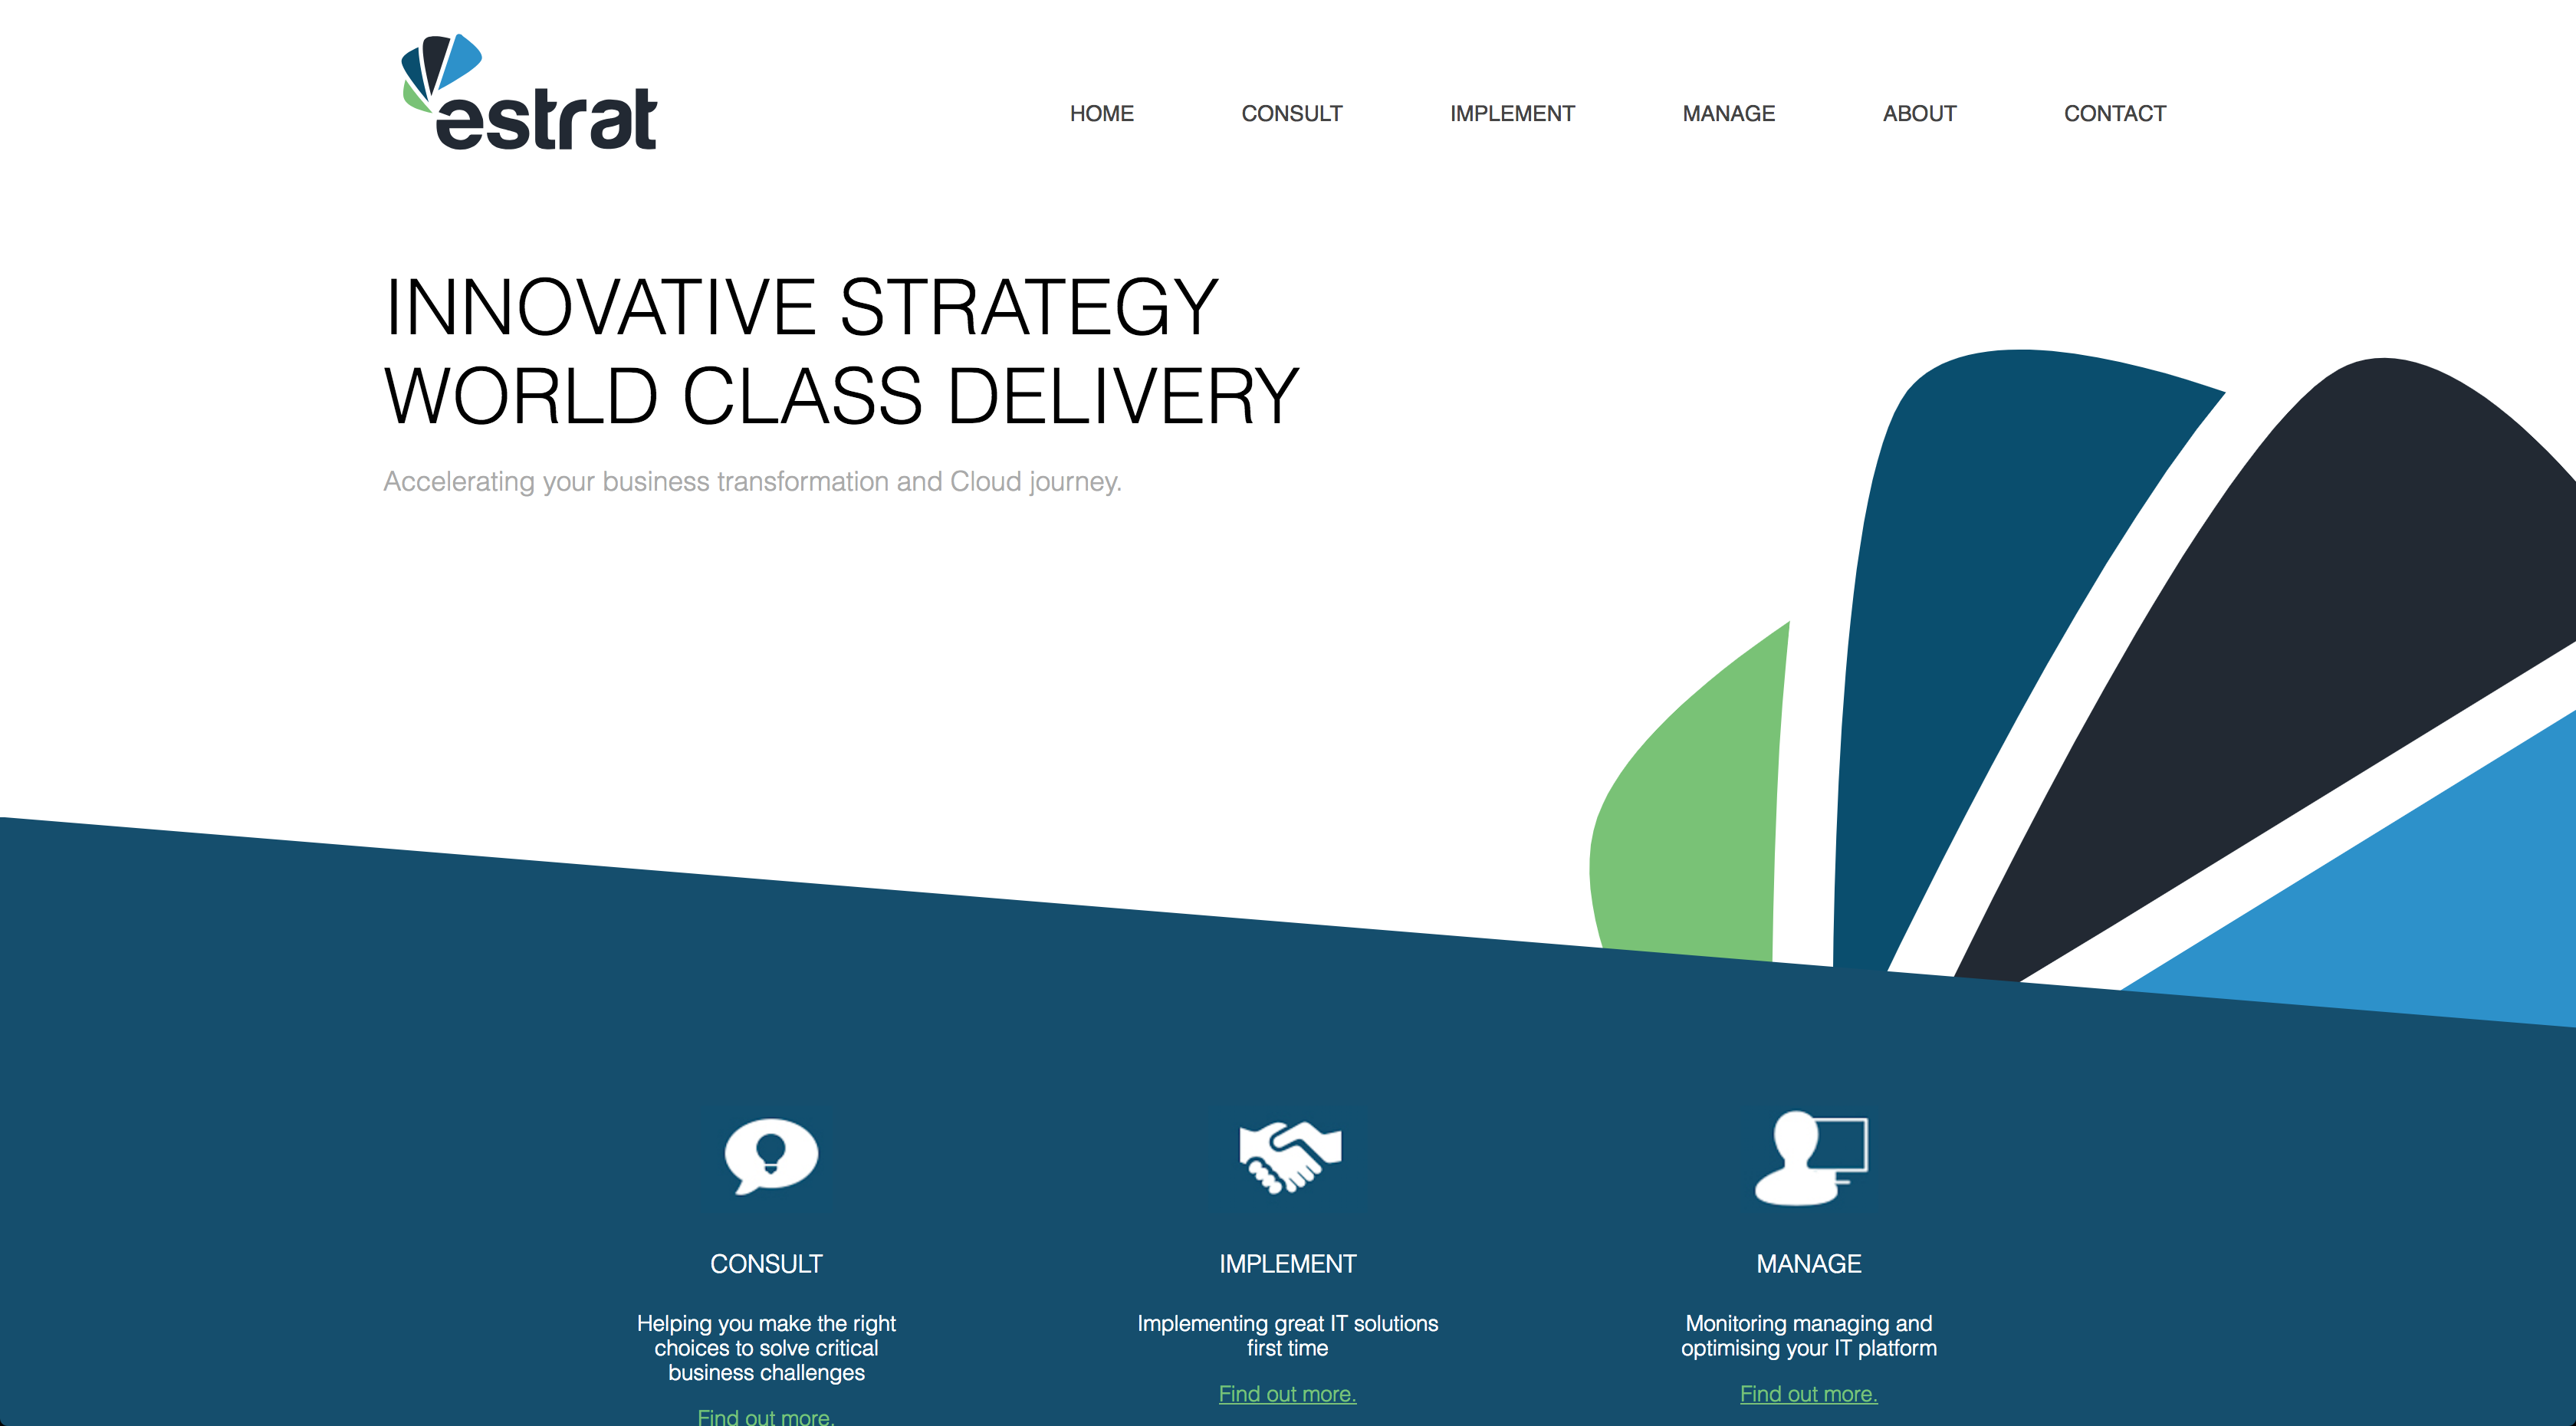 estrat
HOME CONSULT IMPLEMENT MANAGE ABOUT CONTACT
INNOVATIVE STRATEGY
WORLD CLASS DELIVERY
Accelerating your business transformation and Cloud journey.
CONSULT
Helping you make the right
choices to solve critical
business challenges
Find out more.
IMPLEMENT
Implementing great IT solutions
first time
Find out more.
MANAGE
Monitoring managing and
optimising your IT platform
Find out more.